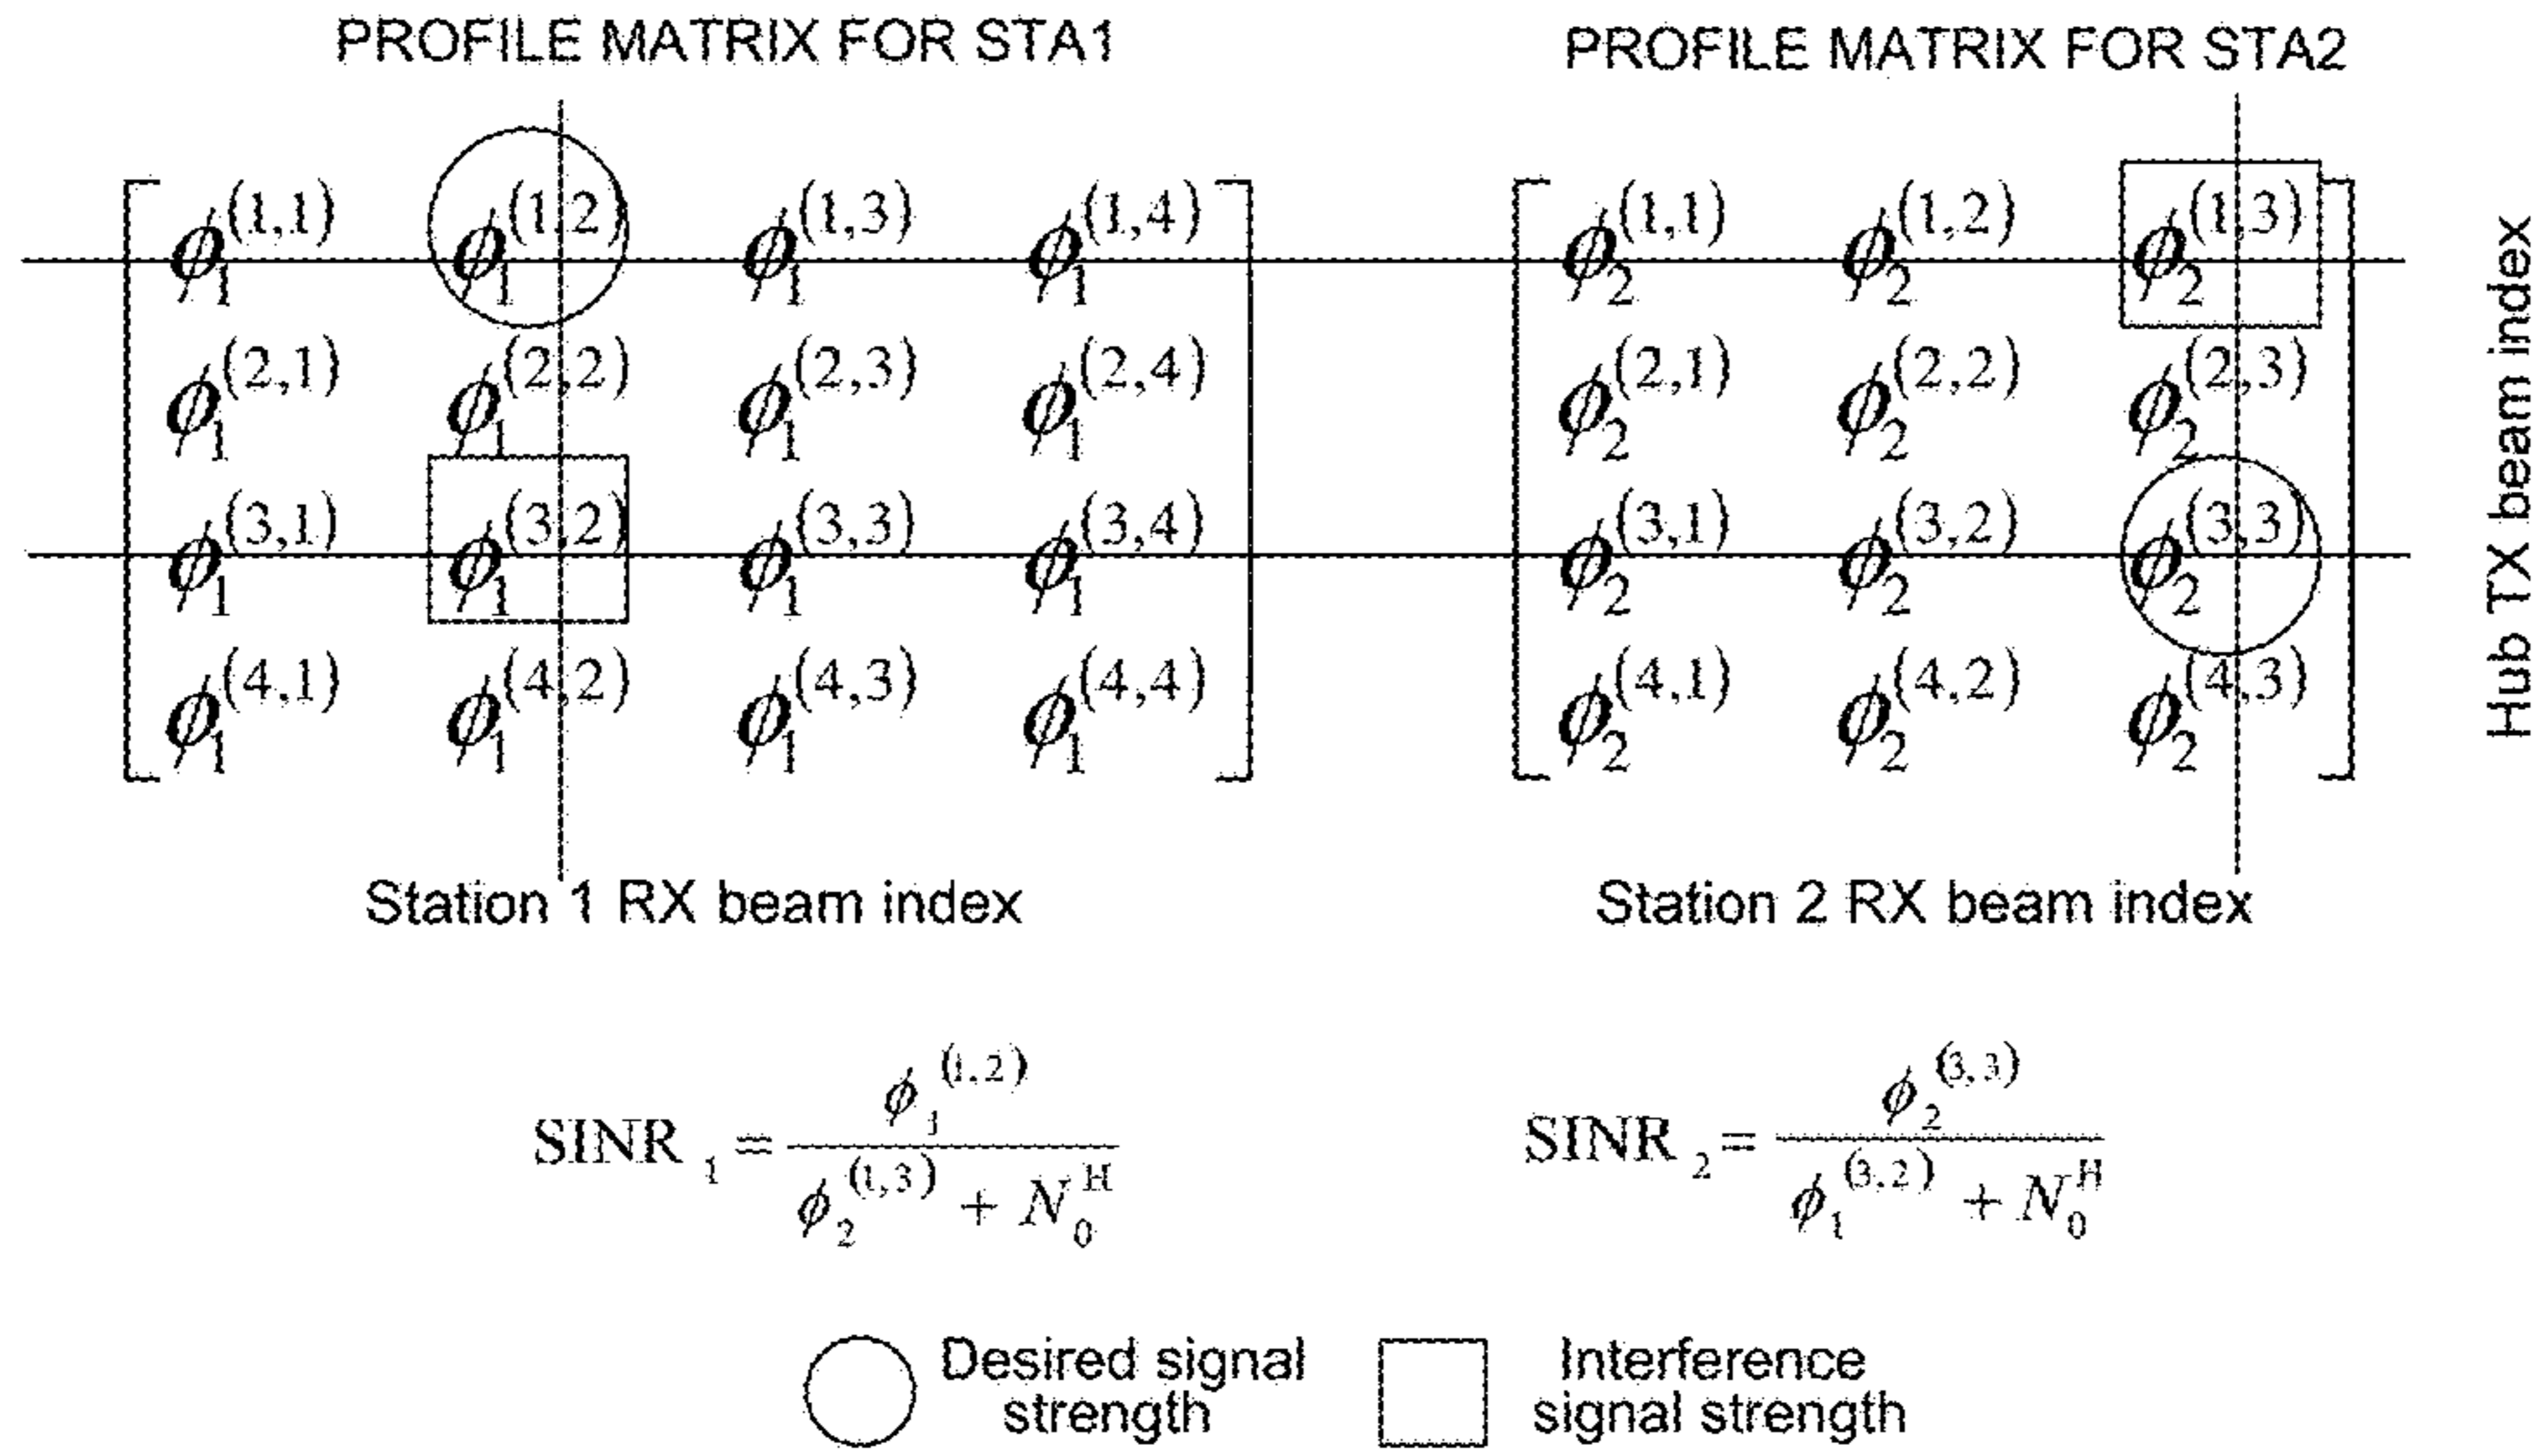 PROFILE MATRIX FOR STA1 PROFILE MATRIX FOR STA2
ϕ₁^(1,1) ϕ₁^(1,2) ϕ₁^(1,3) ϕ₁^(1,4) ϕ₂^(1,1) ϕ₂^(1,2) ϕ₂^(1,3)
ϕ₁^(2,1) ϕ₁^(2,2) ϕ₁^(2,3) ϕ₁^(2,4) ϕ₂^(2,1) ϕ₂^(2,2) ϕ₂^(2,3)
ϕ₁^(3,1) ϕ₁^(3,2) ϕ₁^(3,3) ϕ₁^(3,4) ϕ₂^(3,1) ϕ₂^(3,2) ϕ₂^(3,3)
ϕ₁^(4,1) ϕ₁^(4,2) ϕ₁^(4,3) ϕ₁^(4,4) ϕ₂^(4,1) ϕ₂^(4,2) ϕ₂^(4,3)
Hub TX beam index
Station 1 RX beam index Station 2 RX beam index
SINR₁ = ϕ₁^(1,2) / (ϕ₂^(1,3) + N₀^H)
SINR₂ = ϕ₂^(3,3) / (ϕ₁^(3,2) + N₀^H)
Desired signal
strength
Interference
signal strength